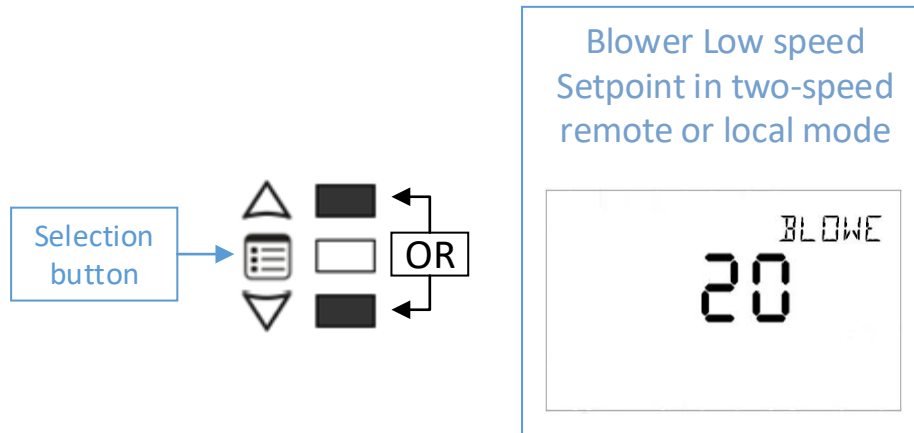 Blower Low speed
Setpoint in two-speed
remote or local mode
Selection
button
OR
BLOWE
20